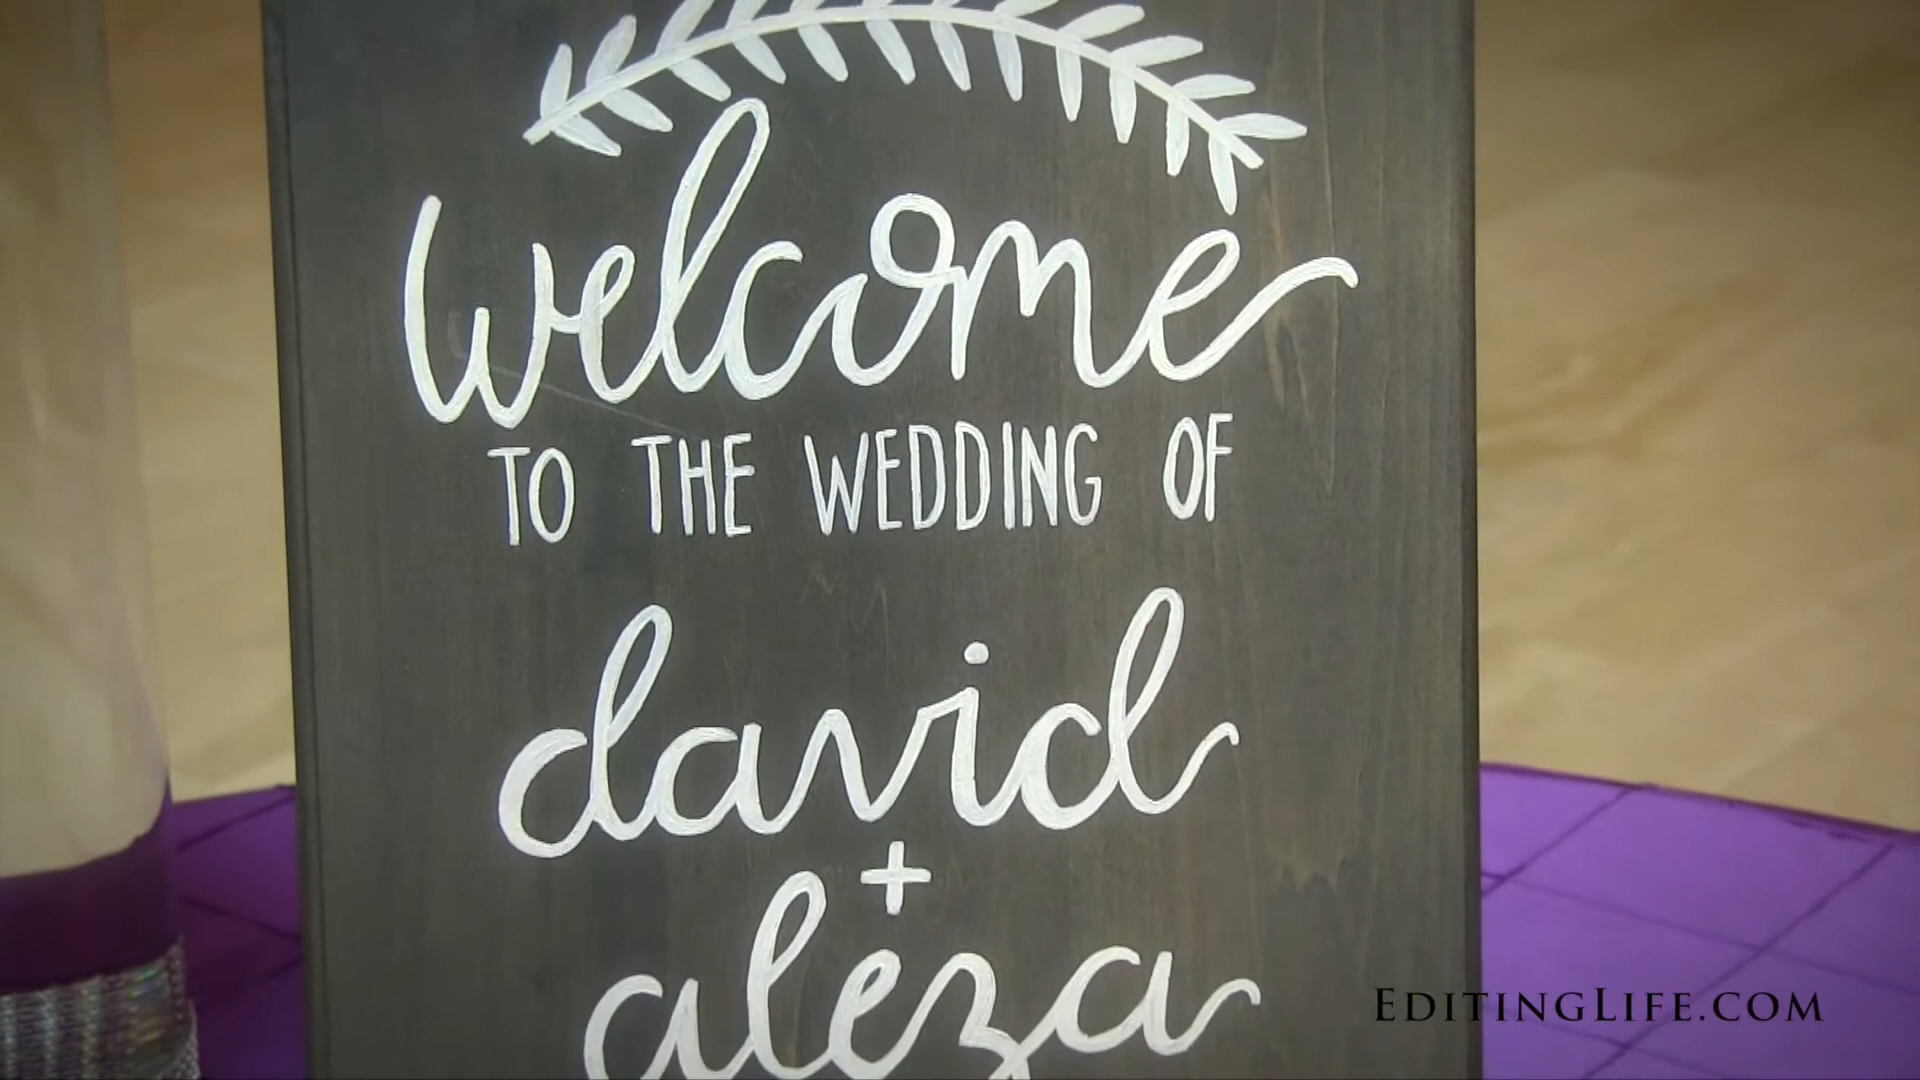 welcome
TO THE WEDDING OF
david
+
aleza
EDITINGLIFE.COM